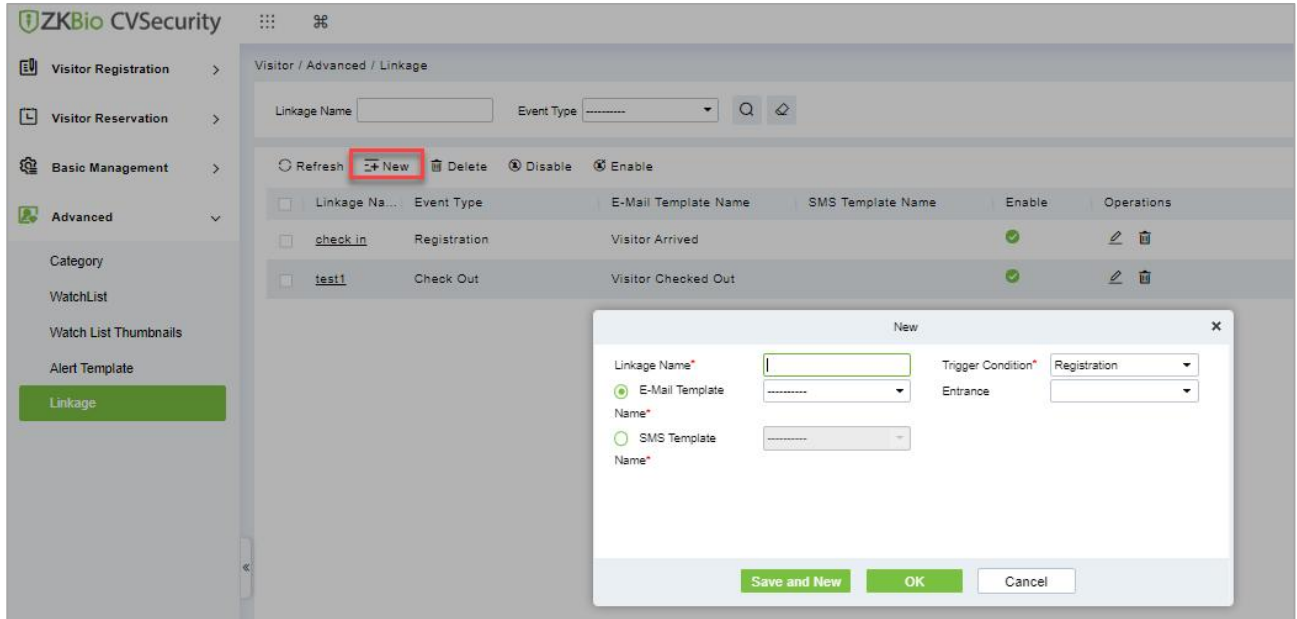 ZKBio CVSecurity
Visitor Registration
Visitor Reservation
Basic Management
Advanced
Category
WatchList
Watch List Thumbnails
Alert Template
Linkage
Visitor / Advanced / Linkage
Linkage Name Event Type ----------
Refresh New Delete Disable Enable
Linkage Na... Event Type E-Mail Template Name SMS Template Name Enable Operations
check in Registration Visitor Arrived
test1 Check Out Visitor Checked Out
New
Linkage Name* Trigger Condition* Registration
E-Mail Template ---------- Entrance
Name*
SMS Template ----------
Name*
Save and New OK Cancel